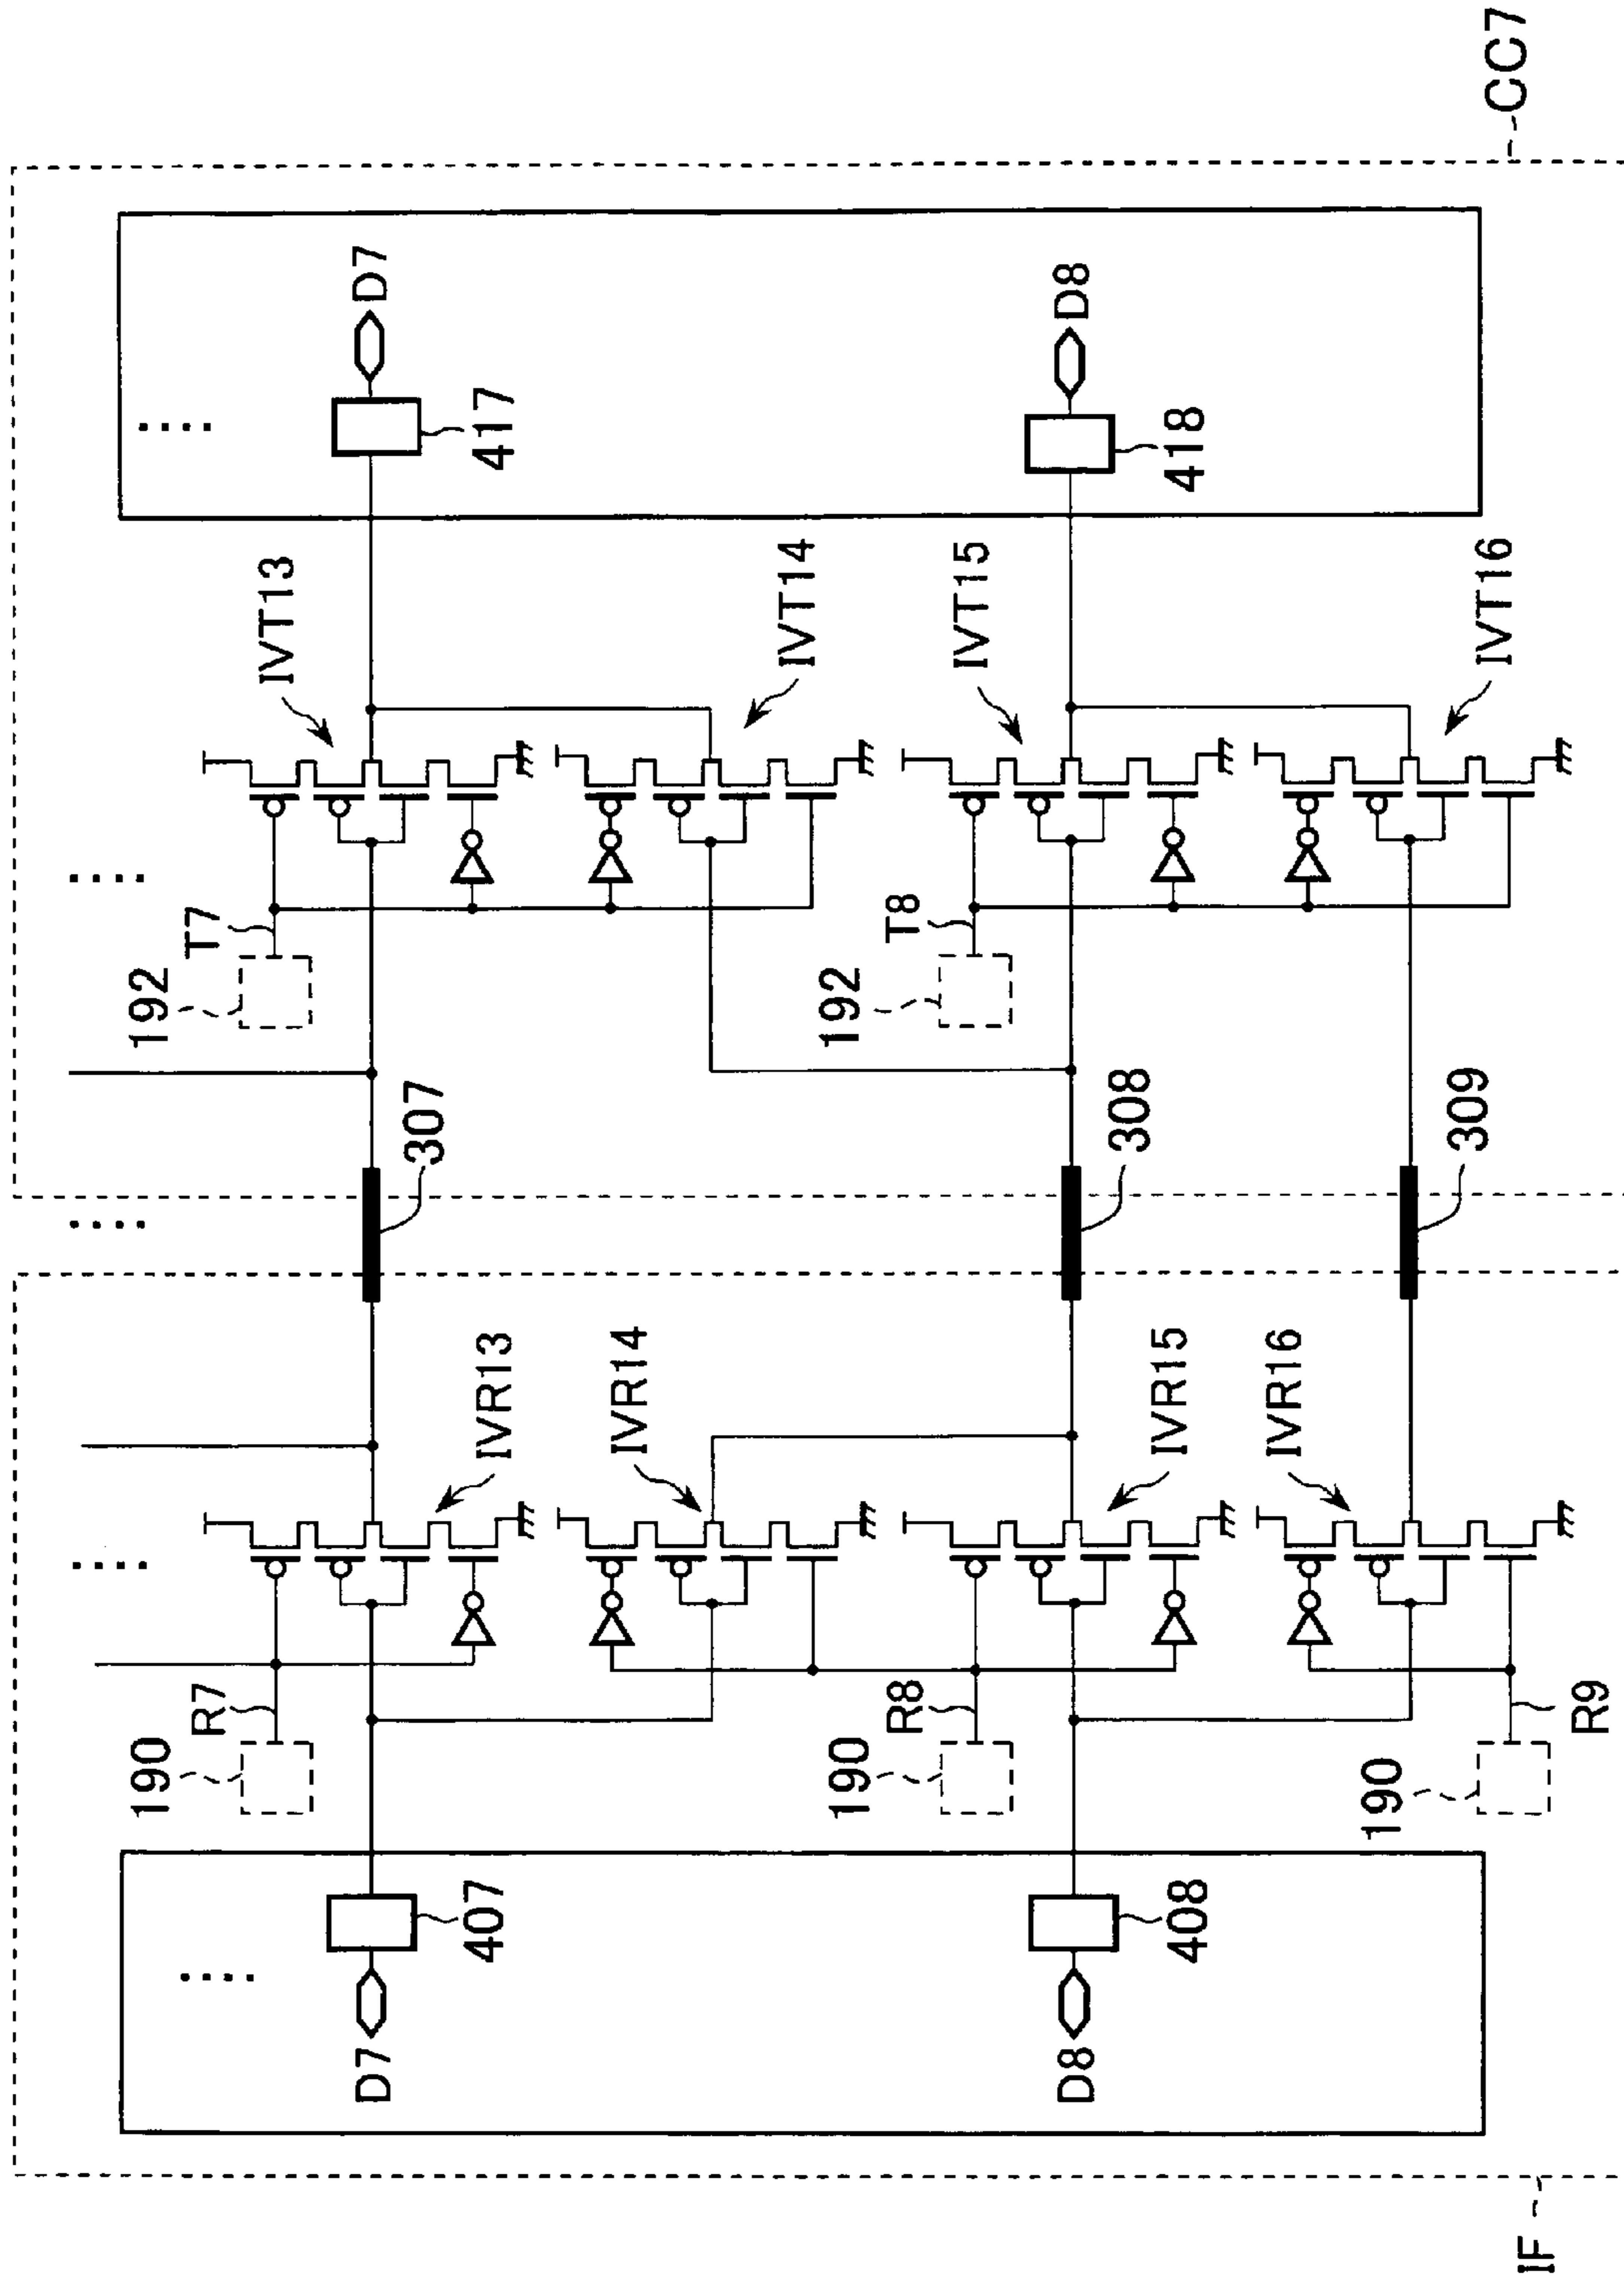 CC7
D7
417
D8
418
IVT13
IVT14
IVT15
IVT16
T7
192
T8
192
307
308
309
IVR13
IVR14
IVR15
IVR16
R7
190
R8
190
R9
190
407
D7
408
D8
IF